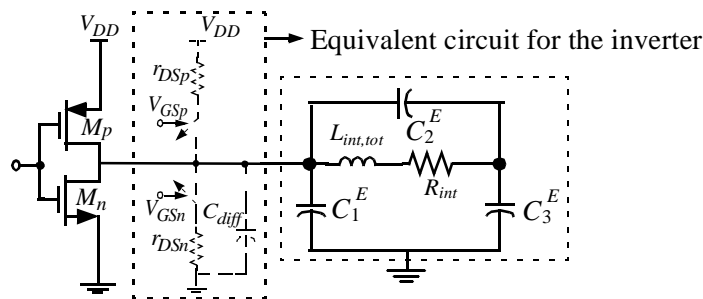 V_DD
V_DD
Equivalent circuit for the inverter
r_DSp
V_GSp
M_p
L_int,tot
C_2^E
R_int
M_n
V_GSn
C_diff
C_1^E
C_3^E
r_DSn